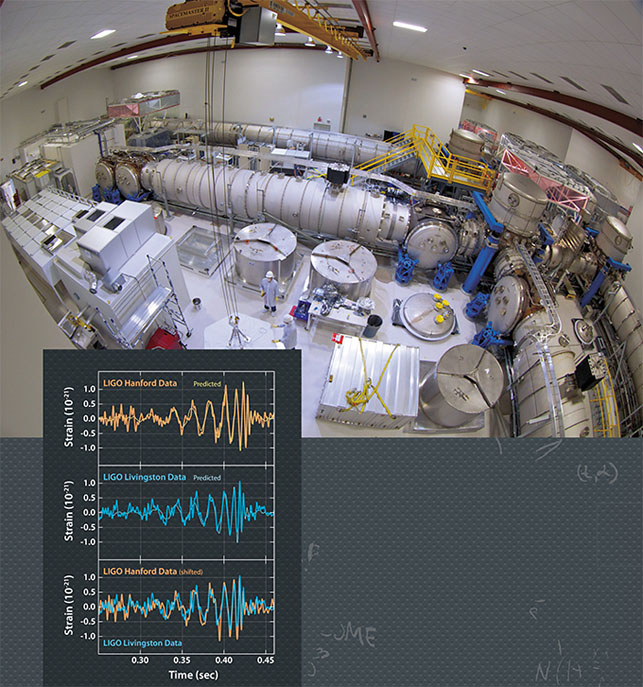 SPACEMASTER II
LIGO Hanford Data
Predicted
1.0
0.5
0.0
-0.5
-1.0
Strain (10⁻²¹)
LIGO Livingston Data
Predicted
1.0
0.5
0.0
-0.5
-1.0
Strain (10⁻²¹)
LIGO Hanford Data (shifted)
1.0
0.5
0.0
-0.5
-1.0
Strain (10⁻²¹)
LIGO Livingston Data
0.30 0.35 0.40 0.45
Time (sec)